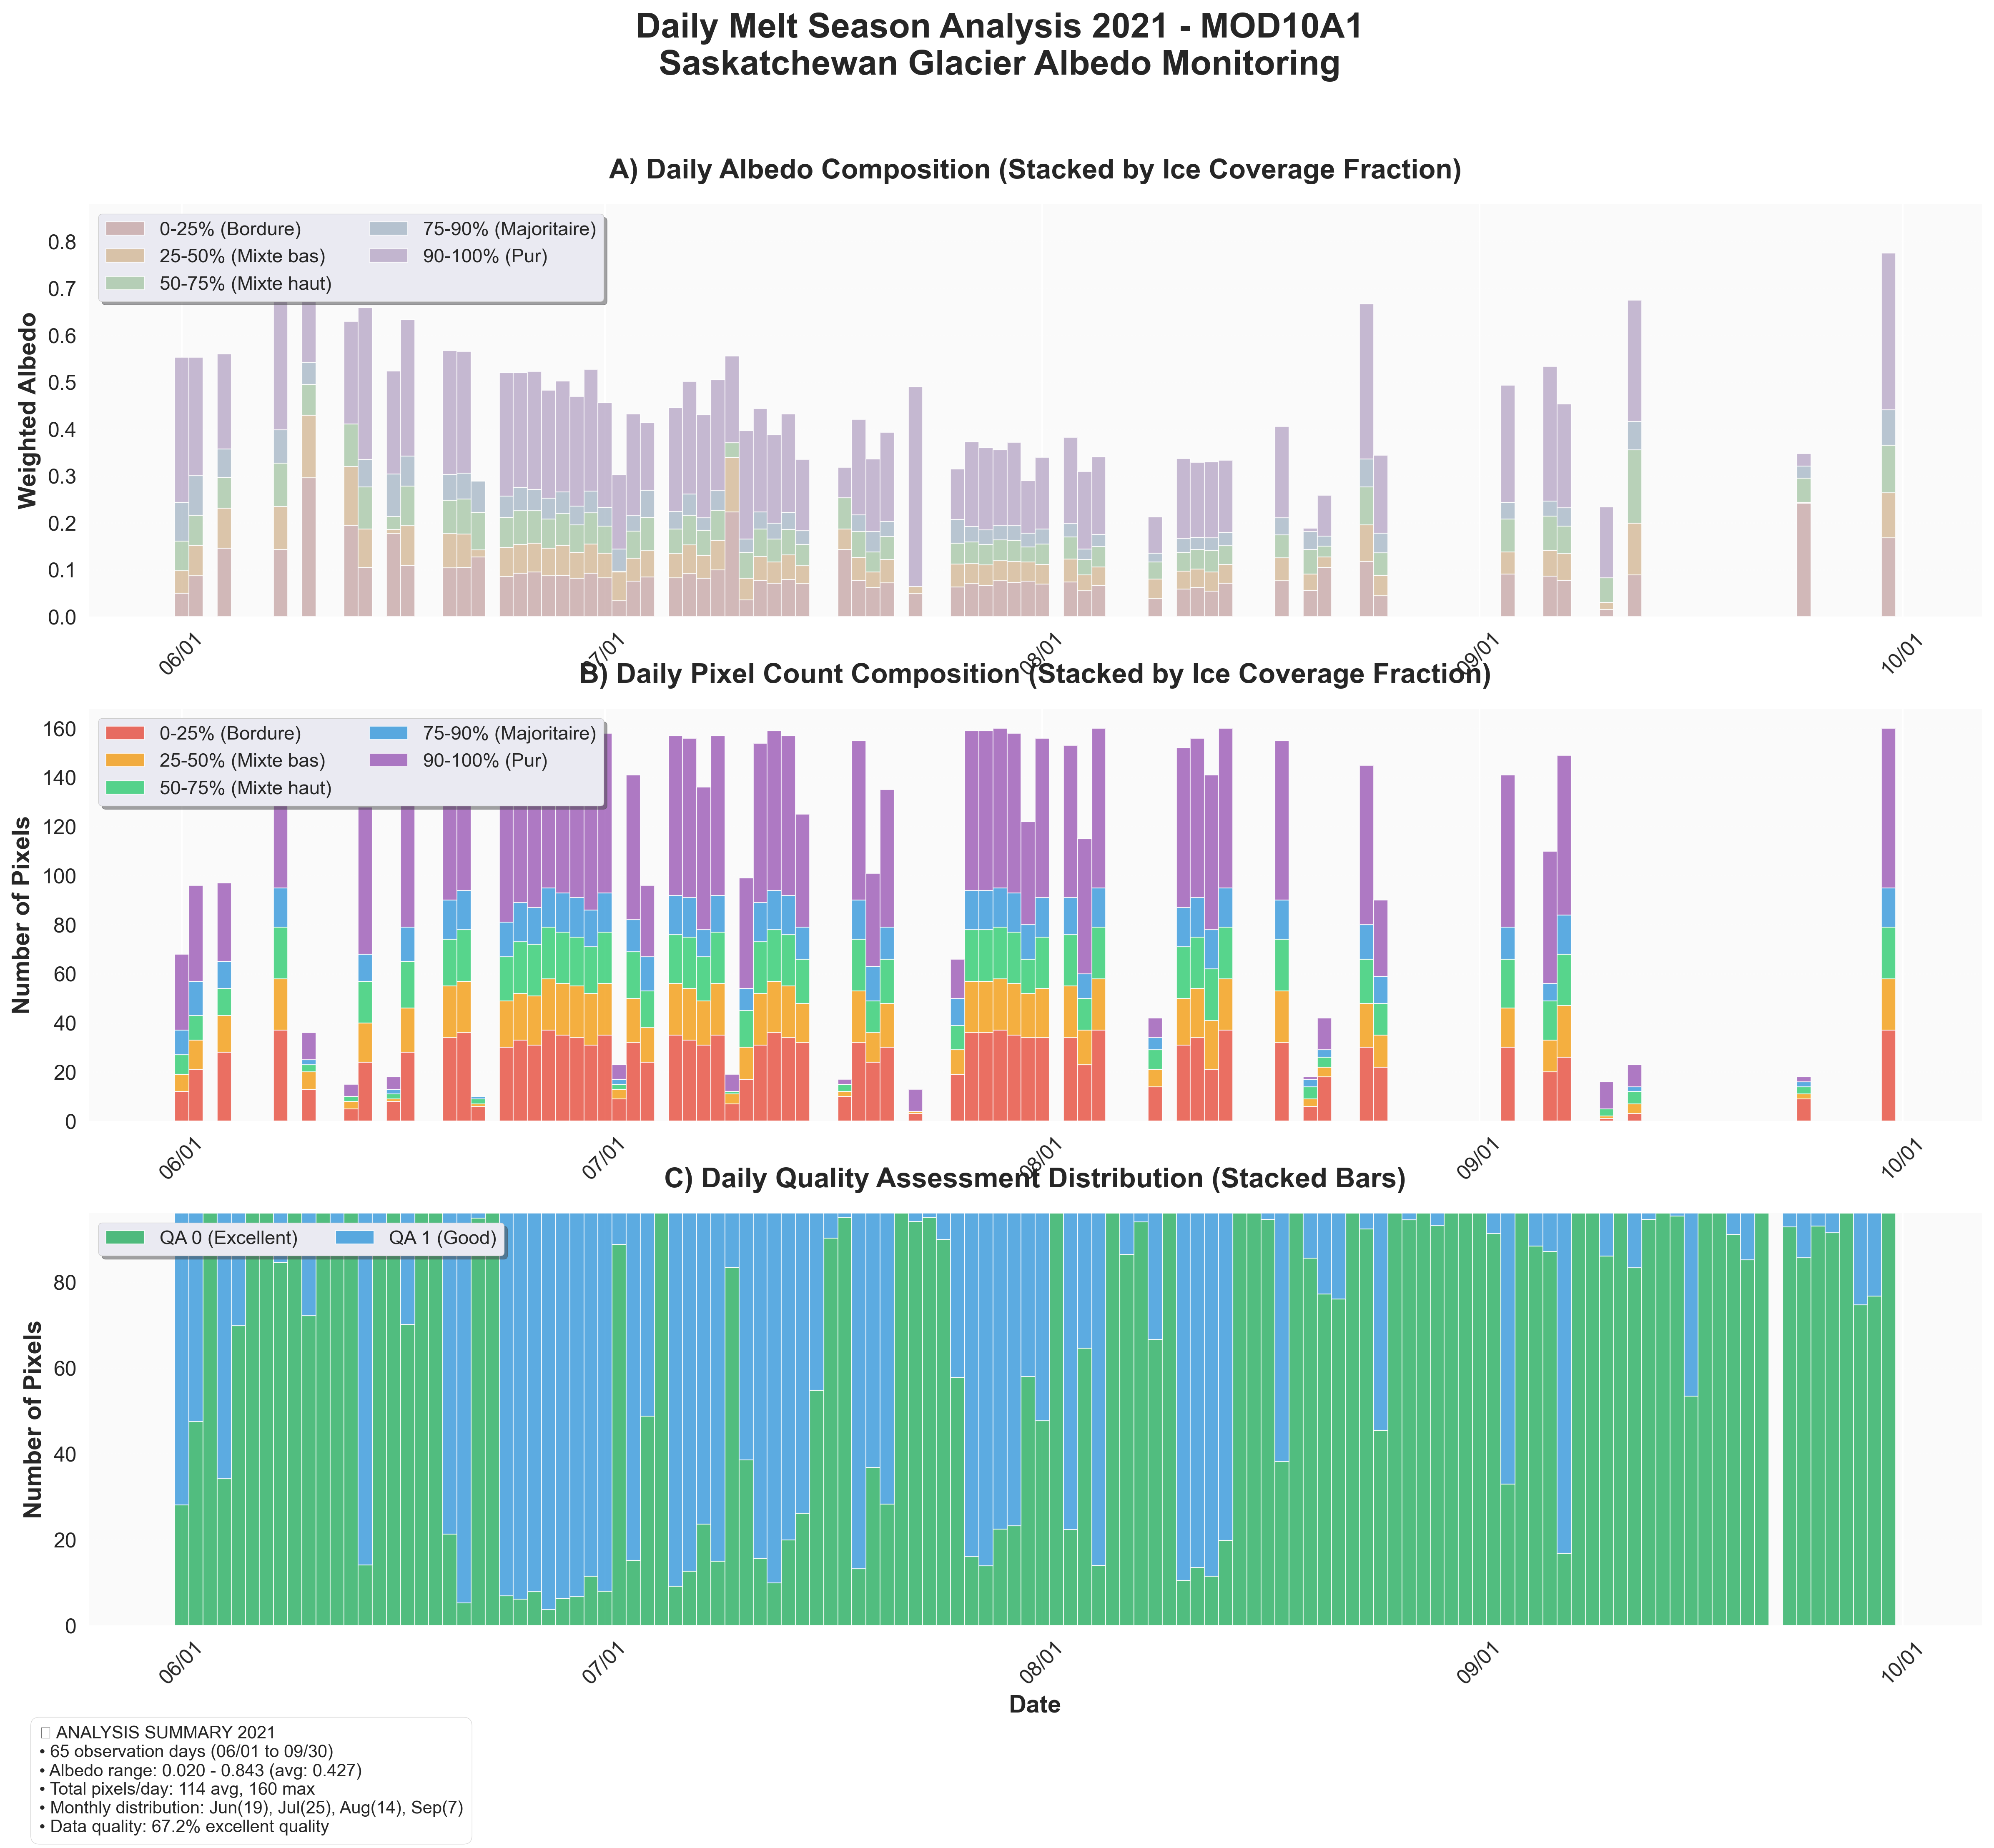 Daily Melt Season Analysis 2021 - MOD10A1
Saskatchewan Glacier Albedo Monitoring
A) Daily Albedo Composition (Stacked by Ice Coverage Fraction)
0-25% (Bordure)
25-50% (Mixte bas)
50-75% (Mixte haut)
75-90% (Majoritaire)
90-100% (Pur)
Weighted Albedo
0.8
0.7
0.6
0.5
0.4
0.3
0.2
0.1
0.0
06/01
07/01
08/01
09/01
10/01
B) Daily Pixel Count Composition (Stacked by Ice Coverage Fraction)
0-25% (Bordure)
25-50% (Mixte bas)
50-75% (Mixte haut)
75-90% (Majoritaire)
90-100% (Pur)
Number of Pixels
160
140
120
100
80
60
40
20
0
06/01
07/01
08/01
09/01
10/01
C) Daily Quality Assessment Distribution (Stacked Bars)
QA 0 (Excellent)
QA 1 (Good)
Number of Pixels
80
60
40
20
0
06/01
07/01
08/01
09/01
10/01
Date
ANALYSIS SUMMARY 2021
• 65 observation days (06/01 to 09/30)
• Albedo range: 0.020 - 0.843 (avg: 0.427)
• Total pixels/day: 114 avg, 160 max
• Monthly distribution: Jun(19), Jul(25), Aug(14), Sep(7)
• Data quality: 67.2% excellent quality